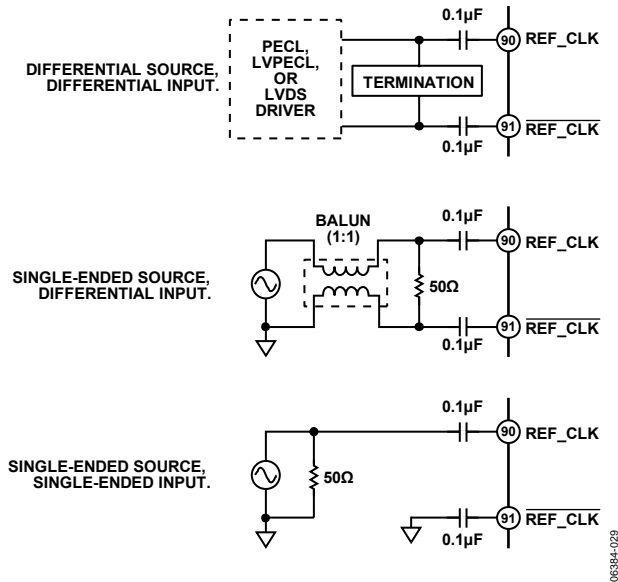 0.1µF
90 REF_CLK
PECL,
LVPECL,
OR
LVDS
DRIVER
DIFFERENTIAL SOURCE,
DIFFERENTIAL INPUT.
TERMINATION
91 REF_CLK
0.1µF
BALUN
(1:1)
0.1µF
90 REF_CLK
SINGLE-ENDED SOURCE,
DIFFERENTIAL INPUT.
50Ω
91 REF_CLK
0.1µF
0.1µF
90 REF_CLK
SINGLE-ENDED SOURCE,
SINGLE-ENDED INPUT.
50Ω
91 REF_CLK
0.1µF
06384-029